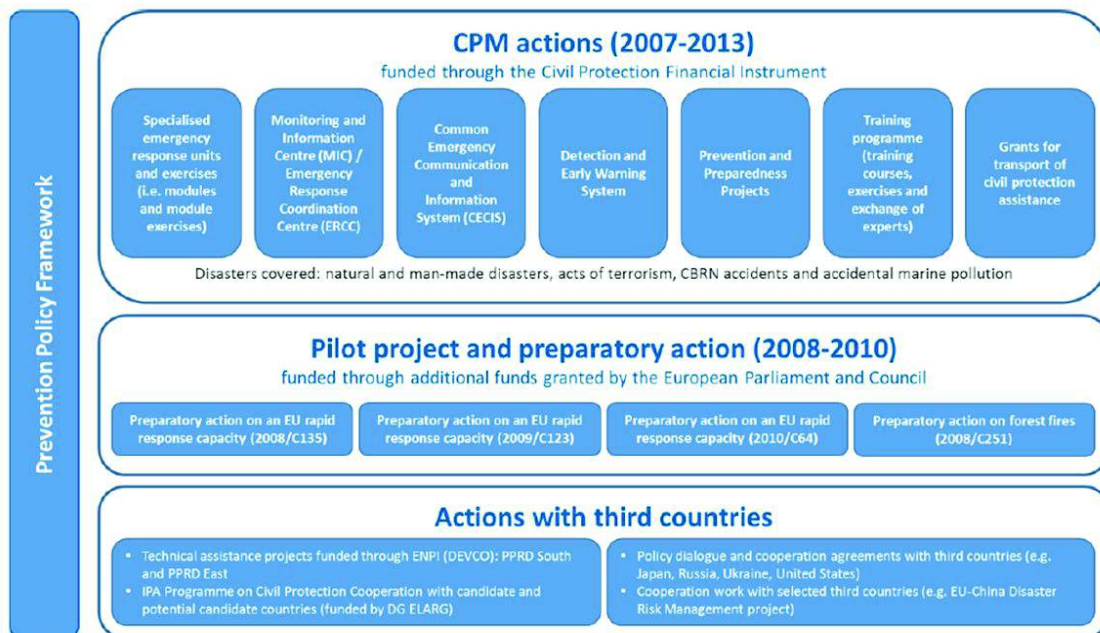 Prevention Policy Framework
CPM actions (2007-2013)
funded through the Civil Protection Financial Instrument
Specialised
emergency
response units
and exercises
(i.e. modules
and module
exercises)
Monitoring and
Information
Centre (MIC) /
Emergency
Response
Coordination
Centre (ERCC)
Common
Emergency
Communication
and
Information
System (CECIS)
Detection and
Early Warning
System
Prevention and
Preparedness
Projects
Training
programme
(training
courses,
exercises and
exchange of
experts)
Grants for
transport of
civil protection
assistance
Disasters covered: natural and man-made disasters, acts of terrorism, CBRN accidents and accidental marine pollution
Pilot project and preparatory action (2008-2010)
funded through additional funds granted by the European Parliament and Council
Preparatory action on an EU rapid
response capacity (2008/C135)
Preparatory action on an EU rapid
response capacity (2009/C123)
Preparatory action on an EU rapid
response capacity (2010/C64)
Preparatory action on forest fires
(2008/C251)
Actions with third countries
• Technical assistance projects funded through ENPI (DEVCO): PPRD South
and PPRD East
• IPA Programme on Civil Protection Cooperation with candidate and
potential candidate countries (funded by DG ELARG)
• Policy dialogue and cooperation agreements with third countries (e.g.
Japan, Russia, Ukraine, United States)
• Cooperation work with selected third countries (e.g. EU-China Disaster
Risk Management project)